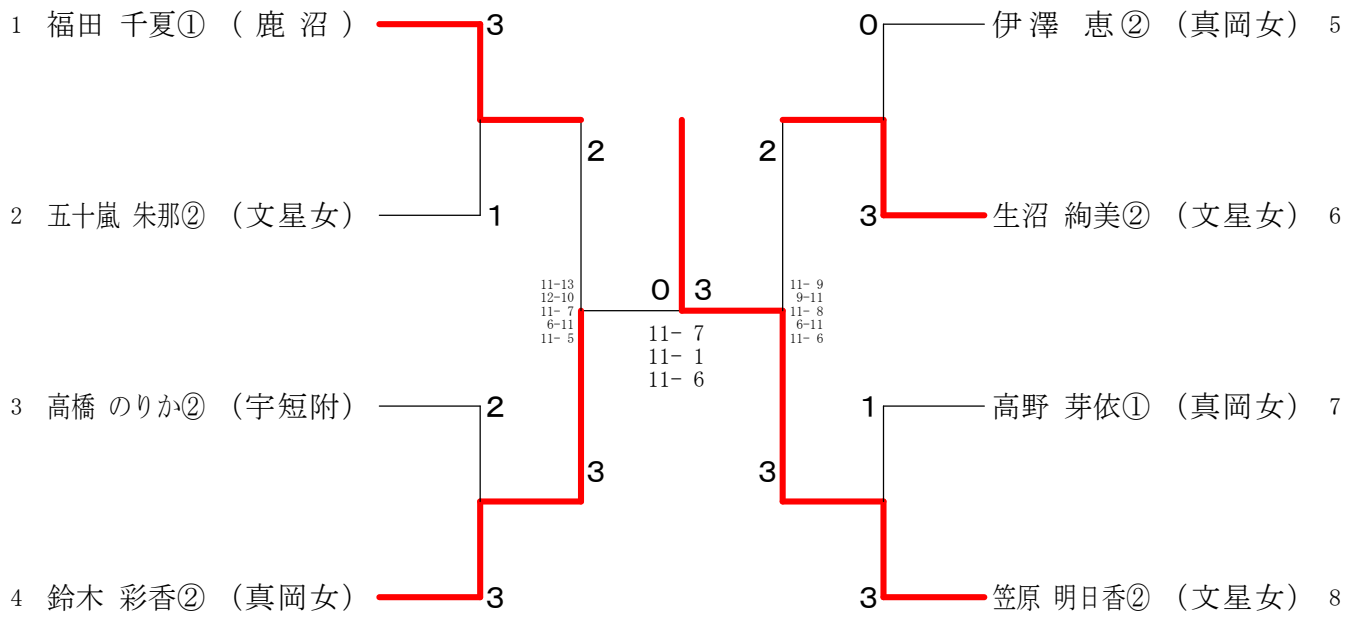 1 福田 千夏① ( 鹿 沼 ) 3
0 伊澤 恵② (真岡女) 5
2 2
2 五十嵐 朱那② (文星女) 1
3 生沼 絢美② (文星女) 6
11-13
12-10
11- 7
6-11
11- 5
0 3
11- 7
11- 1
11- 6
11- 9
9-11
11- 8
6-11
11- 6
3 高橋 のりか② (宇短附) 2
1 高野 芽依① (真岡女) 7
3 3
4 鈴木 彩香② (真岡女) 3
3 笠原 明日香② (文星女) 8